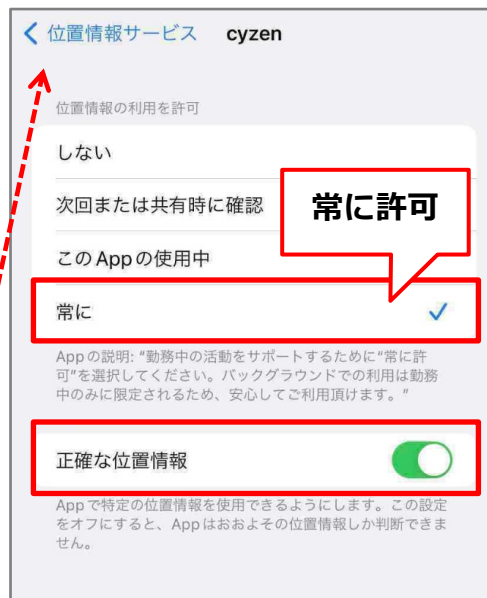 位置情報サービス cyzen
位置情報の利用を許可
しない
次回または共有時に確認
常に許可
このAppの使用中
常に
Appの説明: “勤務中の活動をサポートするために“常に許
可”を選択してください。バックグラウンドでの利用は勤務
中のみに限定されるため、安心してご利用頂けます。”
正確な位置情報
Appで特定の位置情報を使用できるようにします。この設定
をオフにすると、Appはおおよその位置情報しか判断できま
せん。